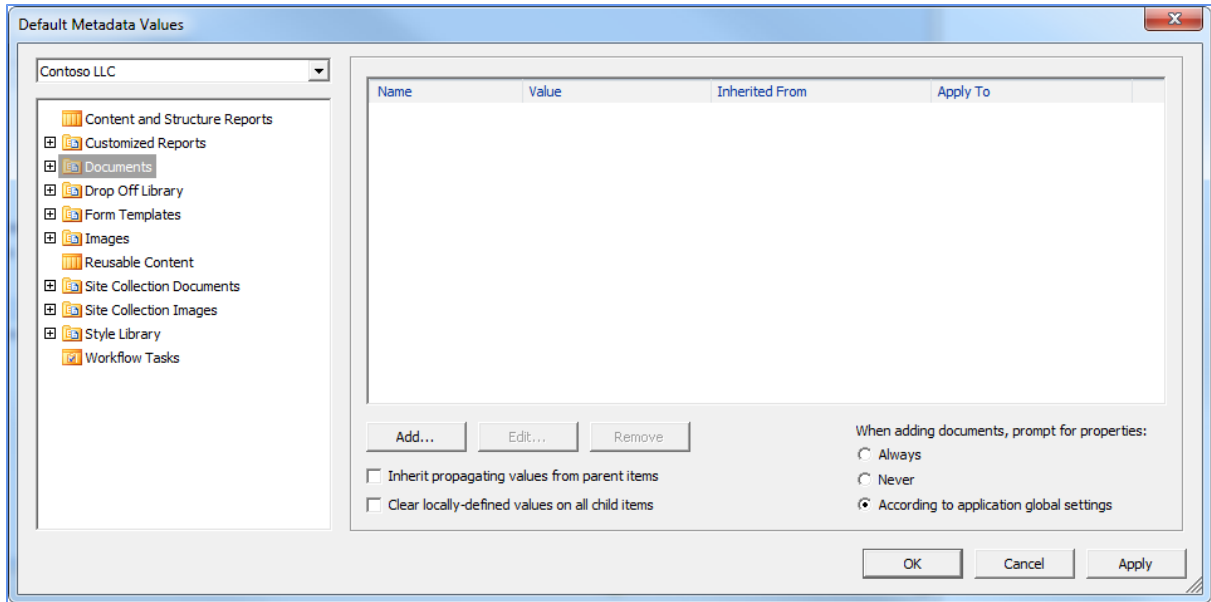 Default Metadata Values
Contoso LLC
Content and Structure Reports
Customized Reports
Documents
Drop Off Library
Form Templates
Images
Reusable Content
Site Collection Documents
Site Collection Images
Style Library
Workflow Tasks
Name Value Inherited From Apply To
Add... Edit... Remove
Inherit propagating values from parent items
Clear locally-defined values on all child items
When adding documents, prompt for properties:
Always
Never
According to application global settings
OK Cancel Apply